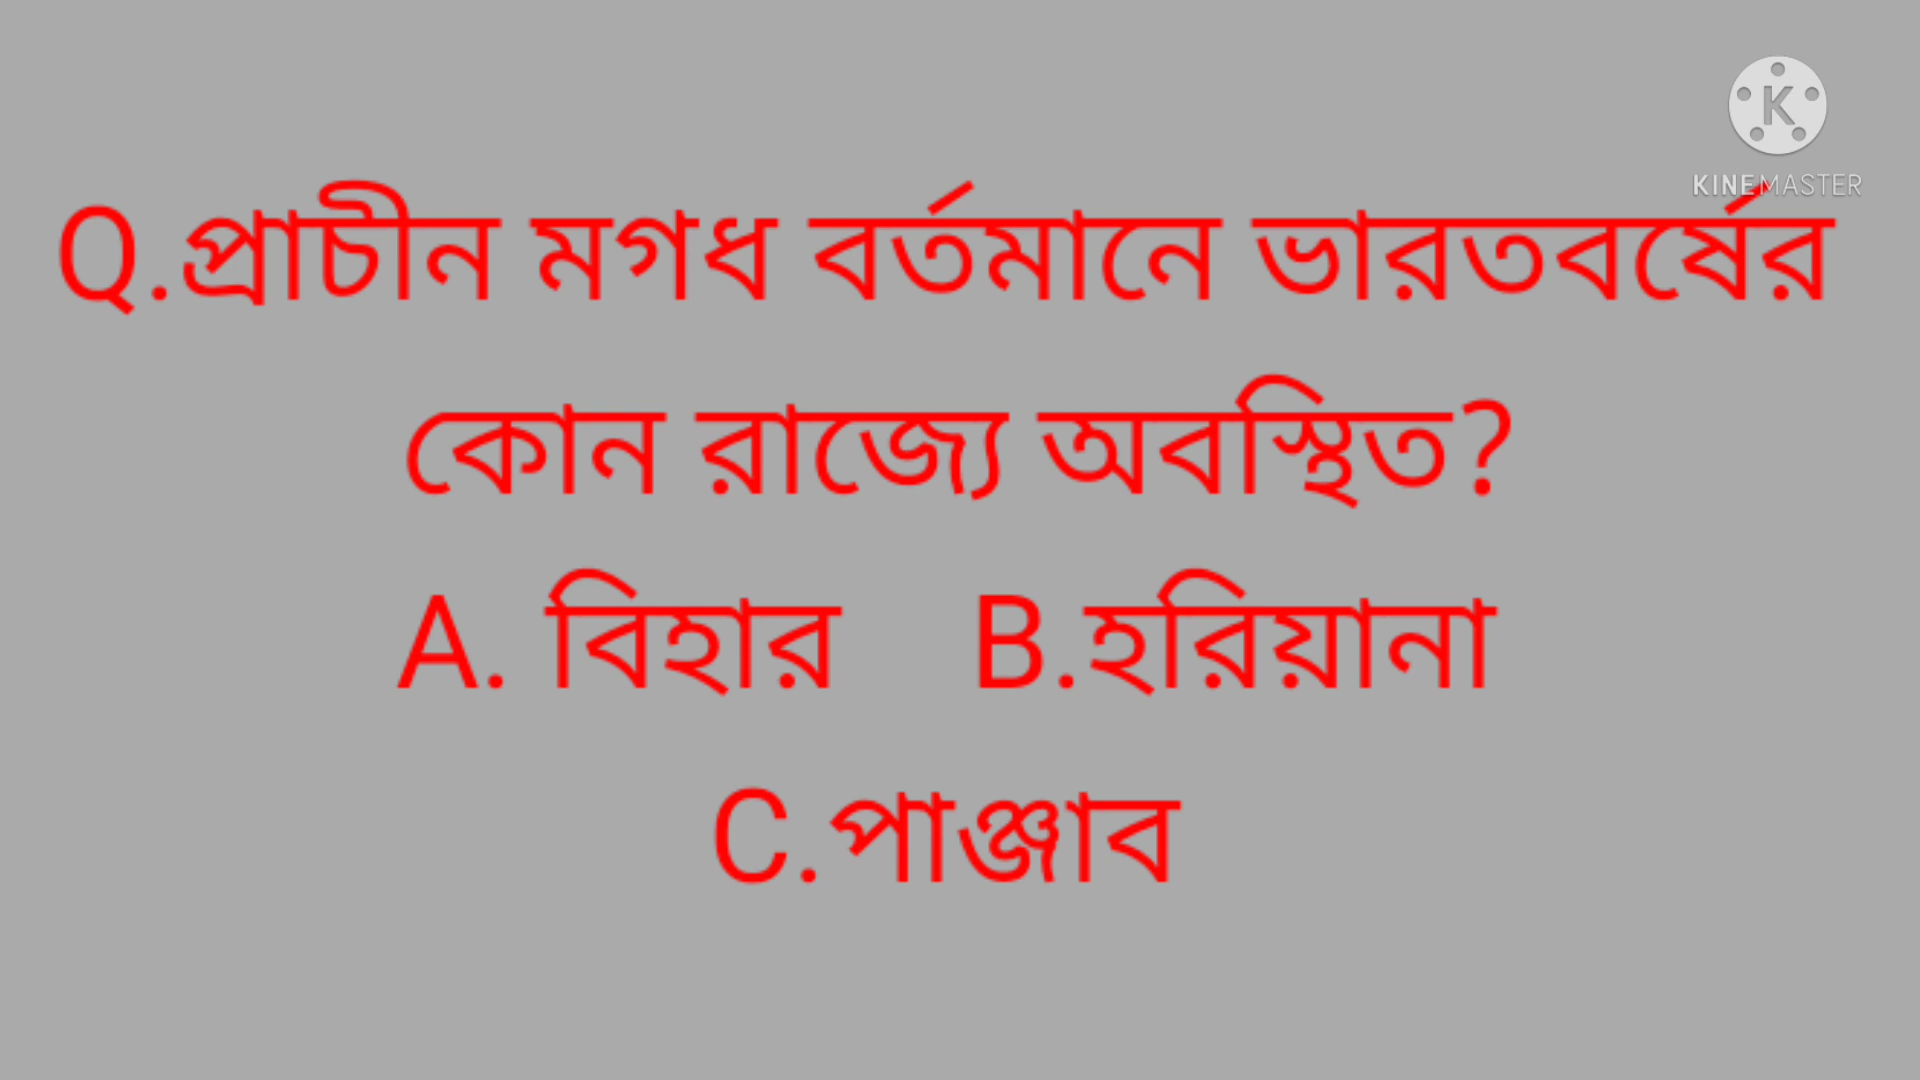 KINEMASTER
Q.প্রাচীন মগধ বর্তমানে ভারতবর্ষের
কোন রাজ্যে অবস্থিত?
A. বিহার B.হরিয়ানা
C.পাঞ্জাব